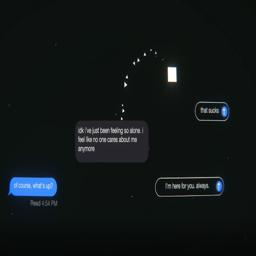 that sucks
idk i've just been feeling so alone. i
feel like no one cares about me
anymore
of course, what's up?
I'm here for you. always.
Read 4:54 PM